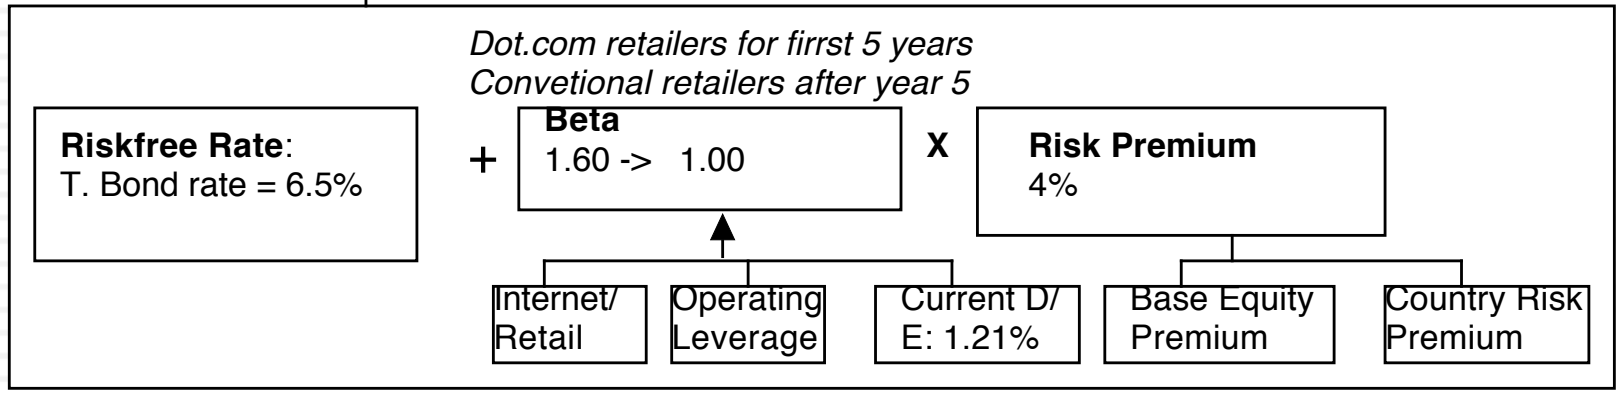 Dot.com retailers for firrst 5 years
Convetional retailers after year 5
Riskfree Rate:
T. Bond rate = 6.5%
+
Beta
1.60 -> 1.00
X
Risk Premium
4%
Internet/
Retail
Operating
Leverage
Current D/
E: 1.21%
Base Equity
Premium
Country Risk
Premium